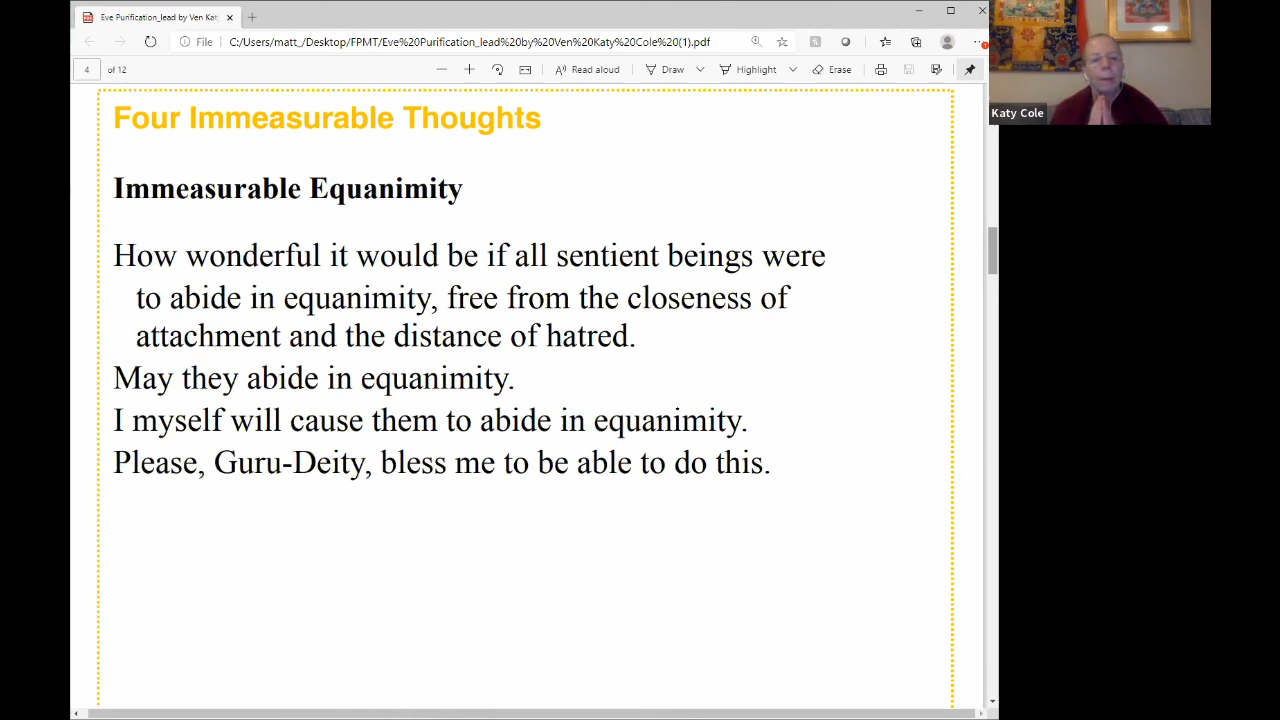 Eve Purification_lead by Ven Kat
File
C:/Users/matt_/Desktop/FPMT/Eve%20Purification_lead%20by%20Ven%20Katy%20Cole%20(1).pdf
4 of 12
Read aloud
Draw
Highlight
Erase
Katy Cole
Four Immeasurable Thoughts
Immeasurable Equanimity
How wonderful it would be if all sentient beings were
to abide in equanimity, free from the closeness of
attachment and the distance of hatred.
May they abide in equanimity.
I myself will cause them to abide in equanimity.
Please, Guru-Deity, bless me to be able to do this.